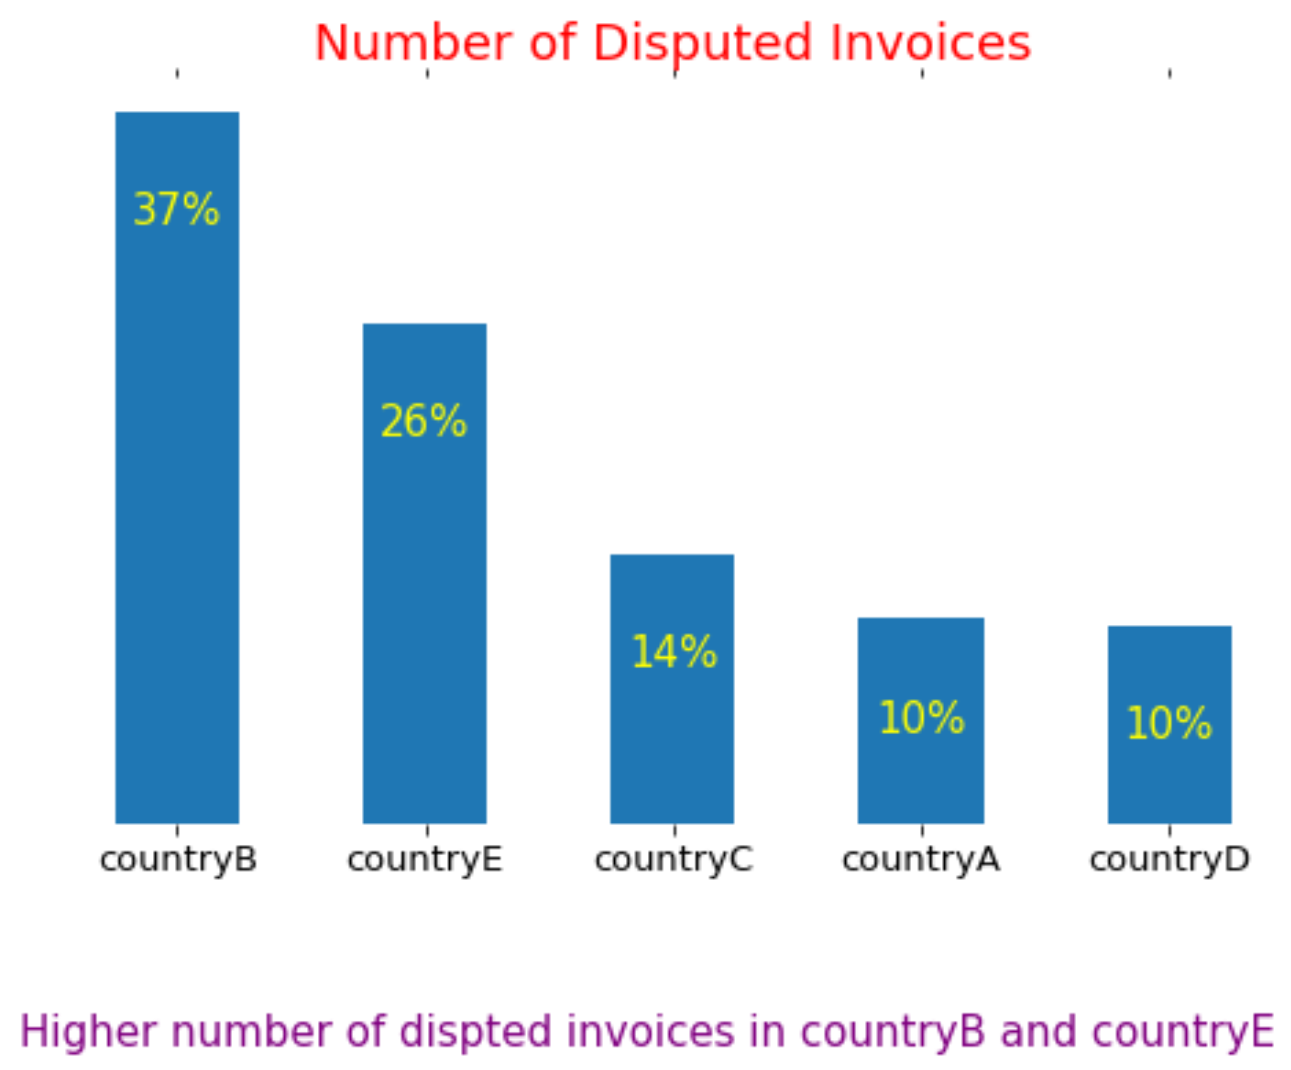 Number of Disputed Invoices
37%
26%
14%
10%
10%
countryB countryE countryC countryA countryD
Higher number of dispted invoices in countryB and countryE